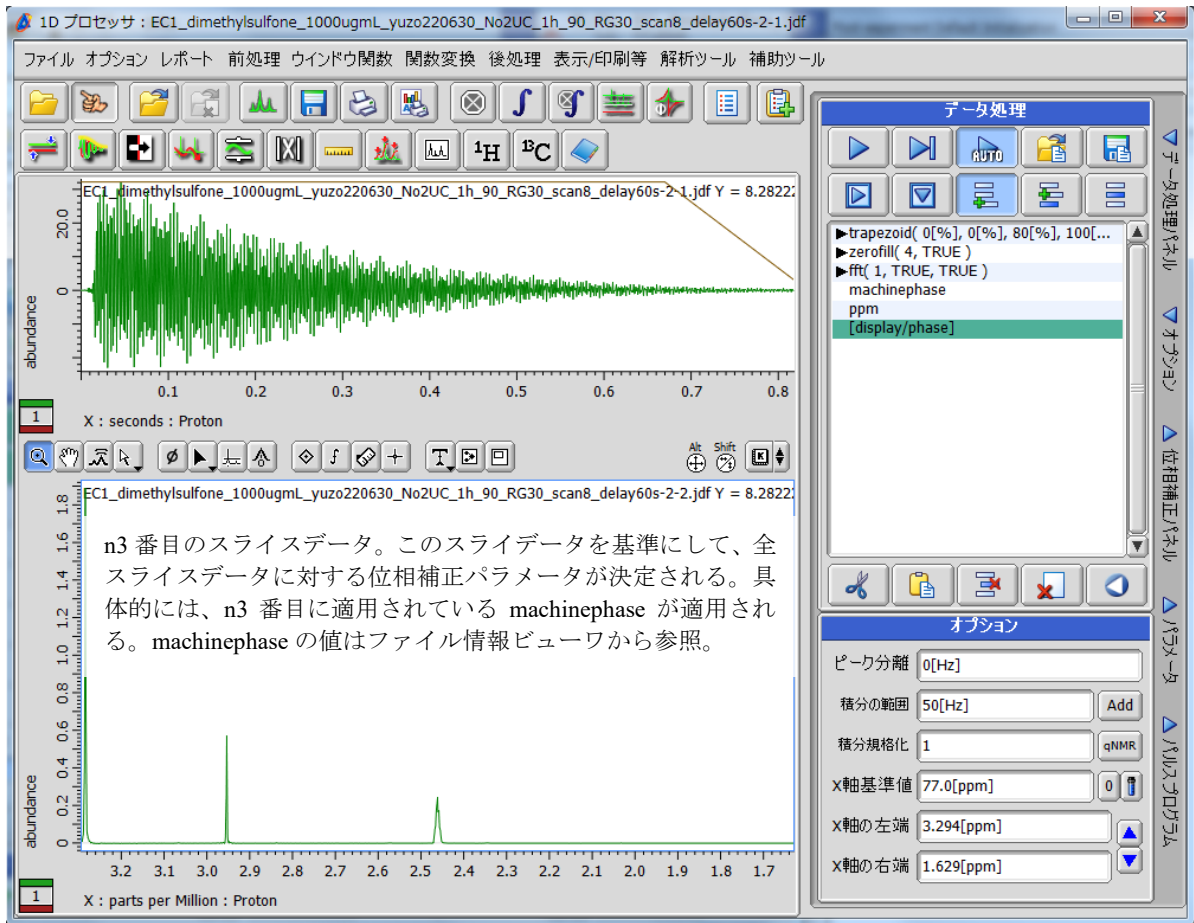 1D プロセッサ : EC1_dimethylsulfone_1000ugmL_yuzo220630_No2UC_1h_90_RG30_scan8_delay60s-2-1.jdf
ファイル オプション レポート 前処理 ウインドウ関数 関数変換 後処理 表示/印刷等 解析ツール 補助ツール
1H 13C
EC1_dimethylsulfone_1000ugmL_yuzo220630_No2UC_1h_90_RG30_scan8_delay60s-2-1.jdf Y = 8.2822
20.0
0
abundance
0.1 0.2 0.3 0.4 0.5 0.6 0.7 0.8
1
X : seconds : Proton
Alt Shift
K
EC1_dimethylsulfone_1000ugmL_yuzo220630_No2UC_1h_90_RG30_scan8_delay60s-2-2.jdf Y = 8.2822
n3 番目のスライスデータ。このスライデータを基準にして、全
スライスデータに対する位相補正パラメータが決定される。具
体的には、n3 番目に適用されている machinephase が適用され
る。machinephase の値はファイル情報ビューワから参照。
1.8
1.6
1.4
1.2
1.0
0.8
0.6
0.4
0.2
0
abundance
3.2 3.1 3.0 2.9 2.8 2.7 2.6 2.5 2.4 2.3 2.2 2.1 2.0 1.9 1.8 1.7
1
X : parts per Million : Proton
データ処理
AUTO
trapezoid( 0[%], 0[%], 80[%], 100[...
zerofill( 4, TRUE )
fft( 1, TRUE, TRUE )
machinephase
ppm
[display/phase]
オプション
ピーク分離 0[Hz]
積分の範囲 50[Hz] Add
積分規格化 1 qNMR
X軸基準値 77.0[ppm] 0
X軸の左端 3.294[ppm]
X軸の右端 1.629[ppm]
データ処理パネル
オプション
位相補正パネル
パラメータ
パルスプログラム